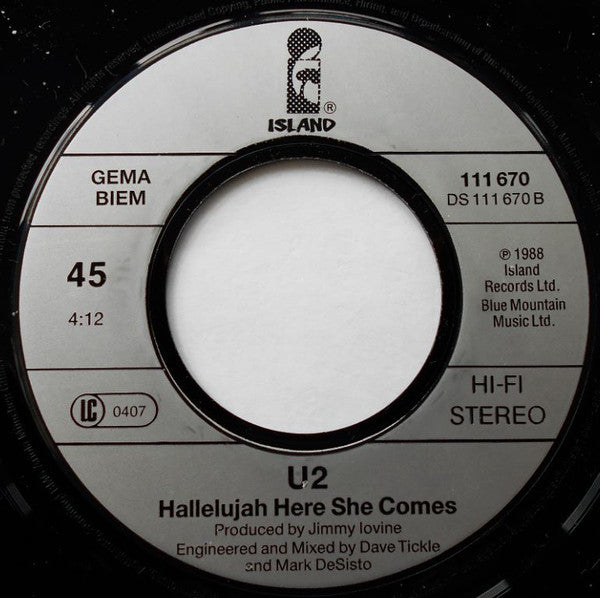 ®
ISLAND
GEMA
BIEM
111 670
DS 111 670 B
45
4:12
℗ 1988
Island
Records Ltd.
Blue Mountain
Music Ltd.
LC 0407
HI-FI
STEREO
U2
Hallelujah Here She Comes
Produced by Jimmy Iovine
Engineered and Mixed by Dave Tickle
and Mark DeSisto